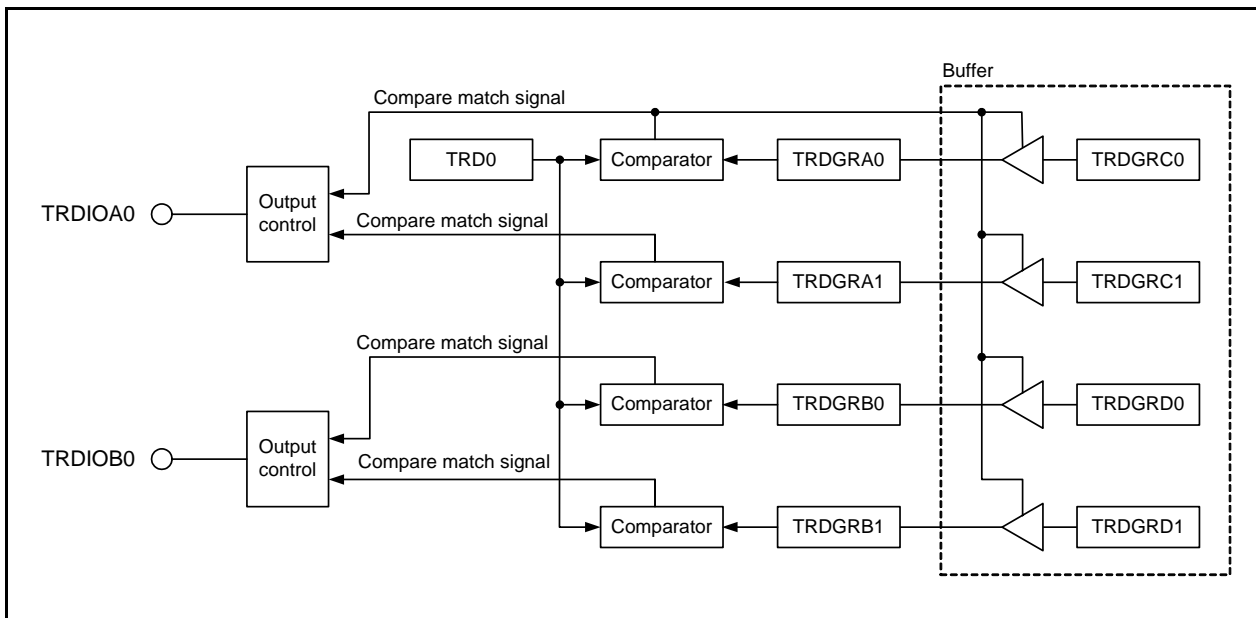 Buffer
Compare match signal
TRD0
Comparator
TRDGRA0
TRDGRC0
TRDIOA0
Output
control
Compare match signal
Comparator
TRDGRA1
TRDGRC1
Compare match signal
Comparator
TRDGRB0
TRDGRD0
TRDIOB0
Output
control
Compare match signal
Comparator
TRDGRB1
TRDGRD1